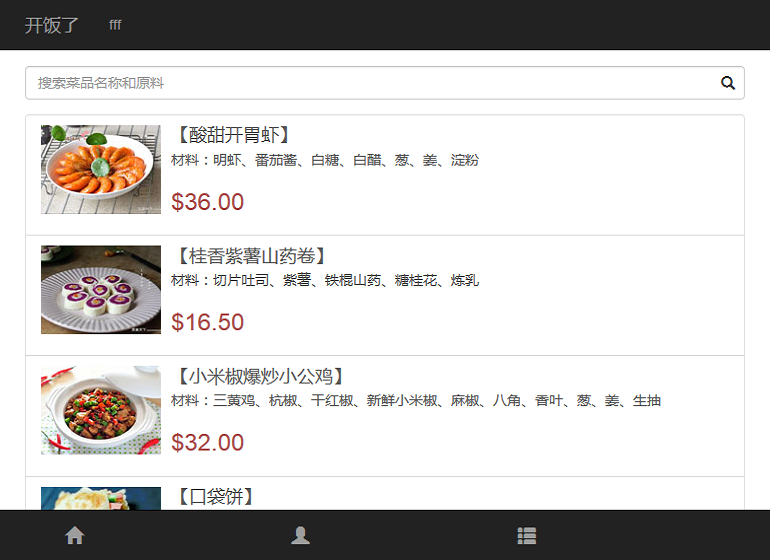 开饭了 fff
搜索菜品名称和原料
【酸甜开胃虾】
材料：明虾、番茄酱、白糖、白醋、葱、姜、淀粉
$36.00
【桂香紫薯山药卷】
材料：切片吐司、紫薯、铁棍山药、糖桂花、炼乳
$16.50
【小米椒爆炒小公鸡】
材料：三黄鸡、杭椒、干红椒、新鲜小米椒、麻椒、八角、香叶、葱、姜、生抽
$32.00
【口袋饼】